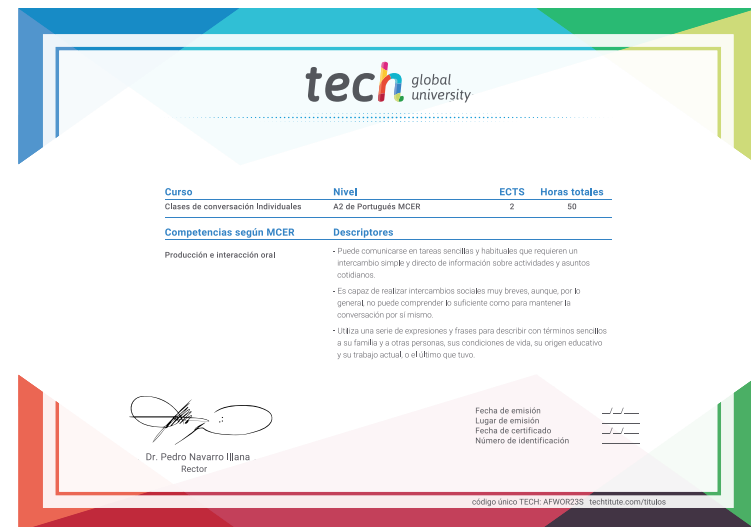 tech global
university
Curso Nivel ECTS Horas totales
Clases de conversación Individuales A2 de Portugués MCER 2 50
Competencias según MCER Descriptores
Producción e interacción oral
- Puede comunicarse en tareas sencillas y habituales que requieren un
intercambio simple y directo de información sobre actividades y asuntos
cotidianos.
- Es capaz de realizar intercambios sociales muy breves, aunque, por lo
general, no puede comprender lo suficiente como para mantener la
conversación por sí mismo.
- Utiliza una serie de expresiones y frases para describir con términos sencillos
a su familia y a otras personas, sus condiciones de vida, su origen educativo
y su trabajo actual, o el último que tuvo.
Dr. Pedro Navarro Illana
Rector
Fecha de emisión __/__/____
Lugar de emisión ________
Fecha de certificado __/__/____
Número de identificación ________
código único TECH: AFWOR23S techtitute.com/titulos